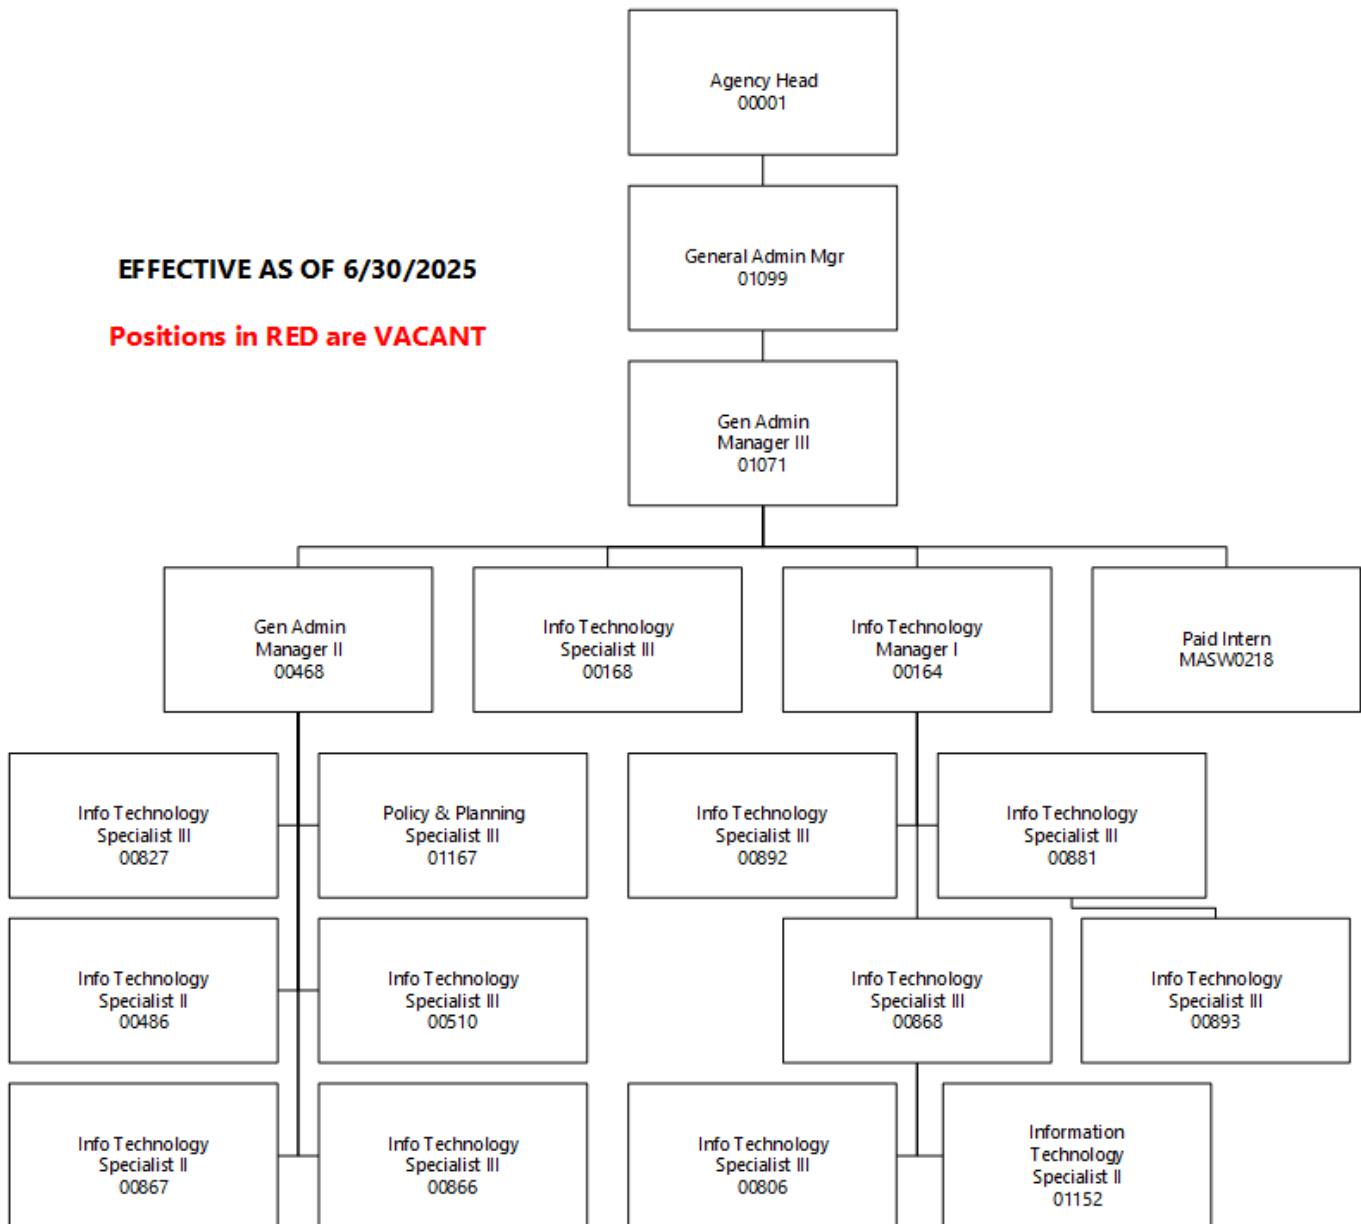 Agency Head
00001
General Admin Mgr
01099
EFFECTIVE AS OF 6/30/2025
Positions in RED are VACANT
Gen Admin
Manager III
01071
Gen Admin
Manager II
00468
Info Technology
Specialist III
00168
Info Technology
Manager I
00164
Paid Intern
MASW0218
Info Technology
Specialist III
00827
Policy & Planning
Specialist III
01167
Info Technology
Specialist III
00892
Info Technology
Specialist III
00881
Info Technology
Specialist II
00486
Info Technology
Specialist III
00510
Info Technology
Specialist III
00868
Info Technology
Specialist III
00893
Info Technology
Specialist II
00867
Info Technology
Specialist III
00866
Info Technology
Specialist III
00806
Information
Technology
Specialist II
01152